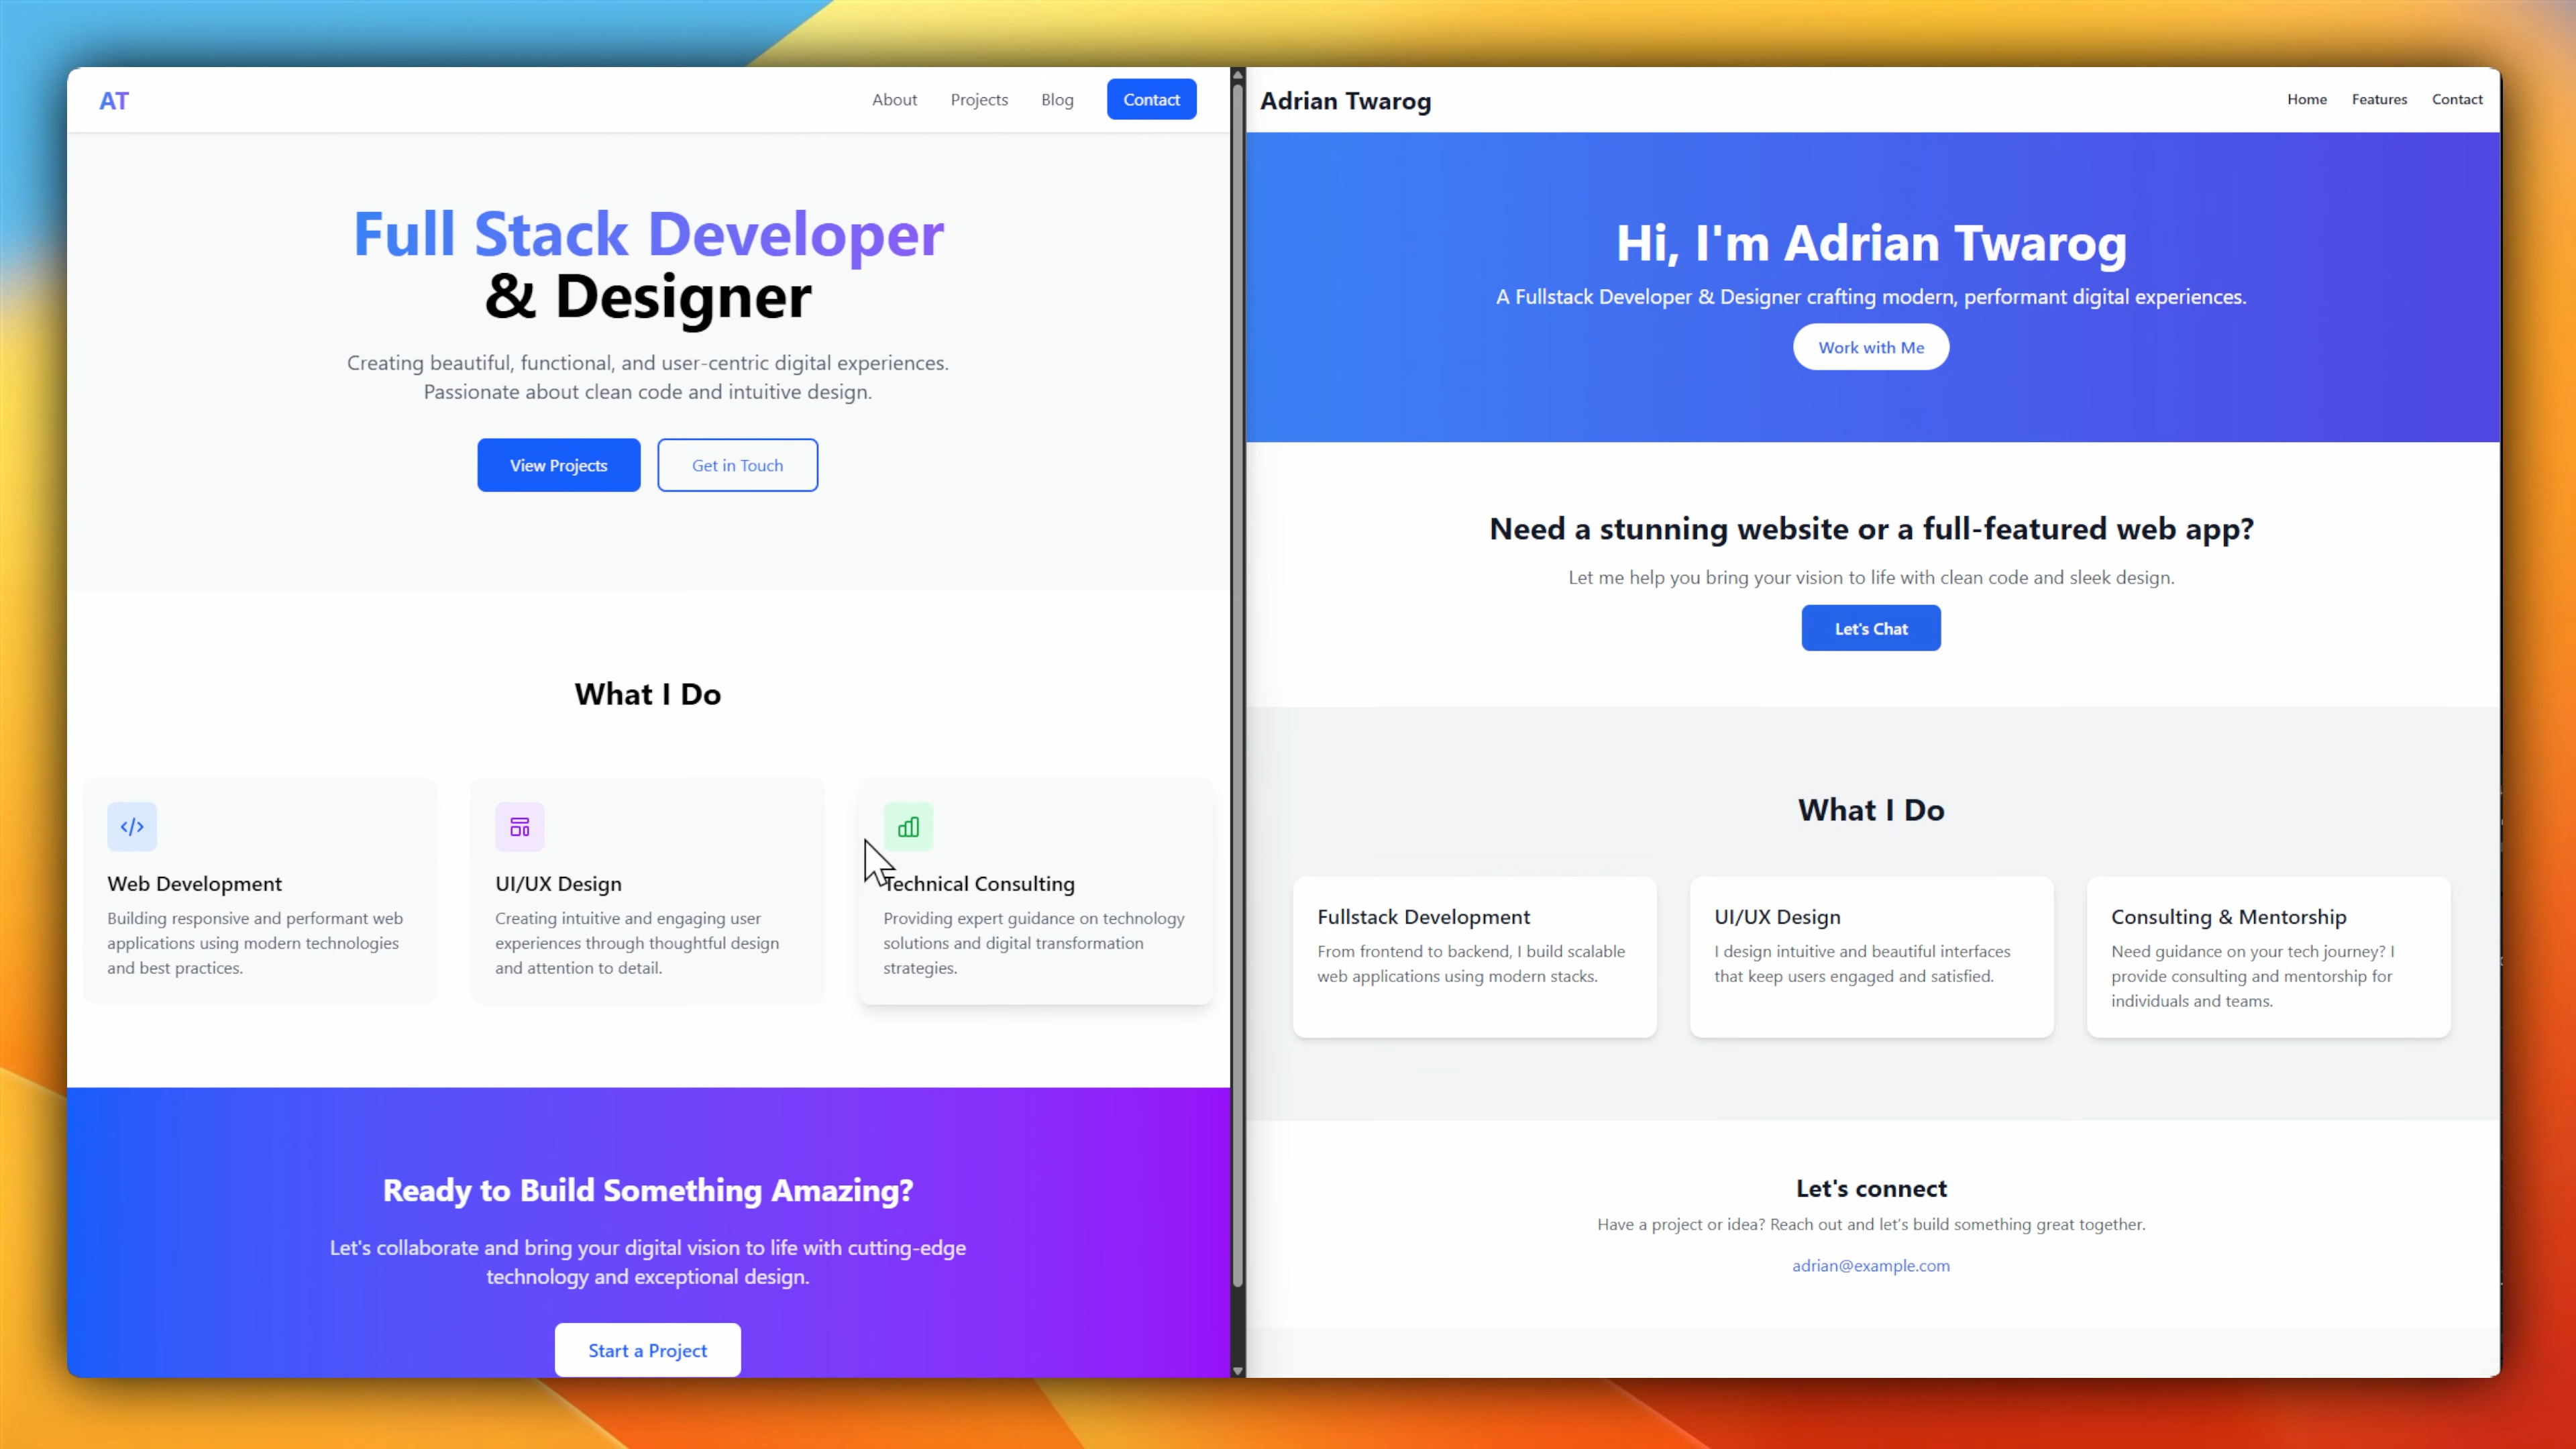 AT
About
Projects
Blog
Contact
Full Stack Developer
& Designer
Creating beautiful, functional, and user-centric digital experiences.
Passionate about clean code and intuitive design.
View Projects
Get in Touch
What I Do
Web Development
Building responsive and performant web
applications using modern technologies
and best practices.
UI/UX Design
Creating intuitive and engaging user
experiences through thoughtful design
and attention to detail.
Technical Consulting
Providing expert guidance on technology
solutions and digital transformation
strategies.
Ready to Build Something Amazing?
Let's collaborate and bring your digital vision to life with cutting-edge
technology and exceptional design.
Start a Project
Adrian Twarog
Home
Features
Contact
Hi, I'm Adrian Twarog
A Fullstack Developer & Designer crafting modern, performant digital experiences.
Work with Me
Need a stunning website or a full-featured web app?
Let me help you bring your vision to life with clean code and sleek design.
Let's Chat
What I Do
Fullstack Development
From frontend to backend, I build scalable
web applications using modern stacks.
UI/UX Design
I design intuitive and beautiful interfaces
that keep users engaged and satisfied.
Consulting & Mentorship
Need guidance on your tech journey? I
provide consulting and mentorship for
individuals and teams.
Let's connect
Have a project or idea? Reach out and let's build something great together.
adrian@example.com